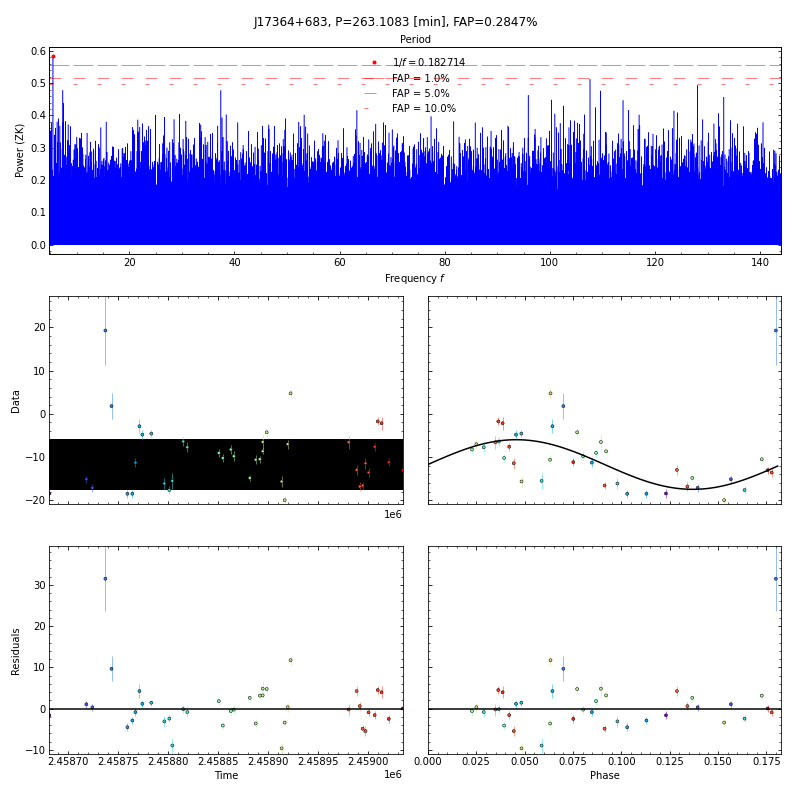 J17364+683, P=263.1083 [min], FAP=0.2847%
Period
0.6
0.5
0.4
0.3
0.2
0.1
0.0
Power (ZK)
1/f = 0.182714
FAP = 1.0%
FAP = 5.0%
FAP = 10.0%
20 40 60 80 100 120 140
Frequency f
20
10
0
−10
−20
Data
1e6
30
20
10
0
−10
Residuals
2.45870 2.45875 2.45880 2.45885 2.45890 2.45895 2.45900
Time
1e6
0.000 0.025 0.050 0.075 0.100 0.125 0.150 0.175
Phase